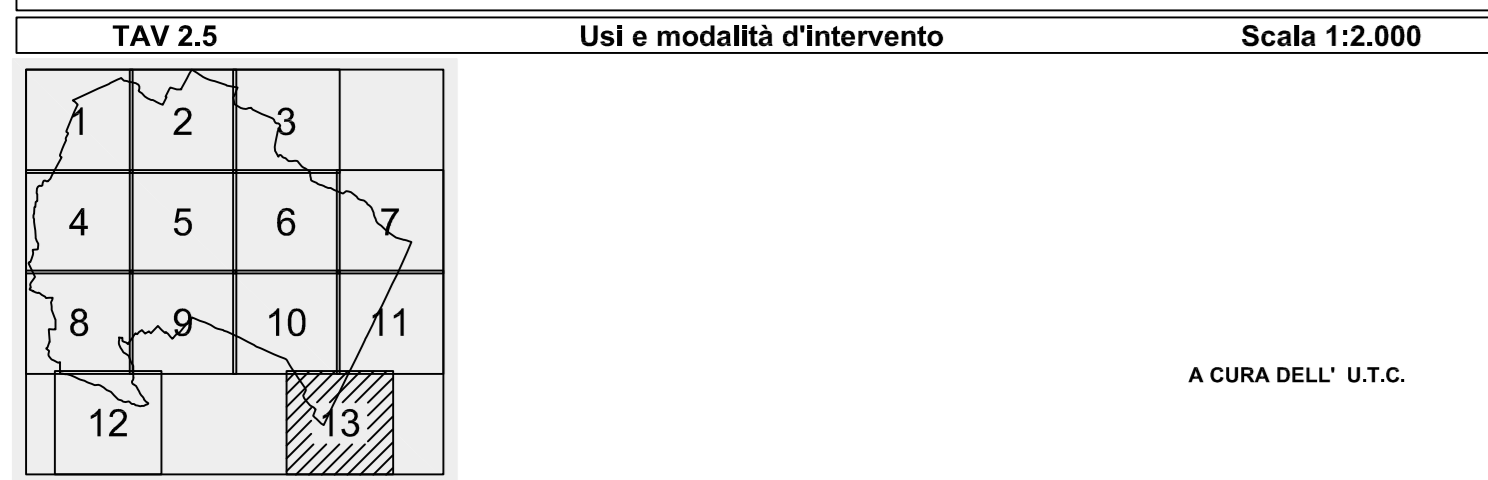 TAV 2.5 Usi e modalità d'intervento Scala 1:2.000
1 2 3
4 5 6 7
8 9 10 11
A CURA DELL' U.T.C.
12 13